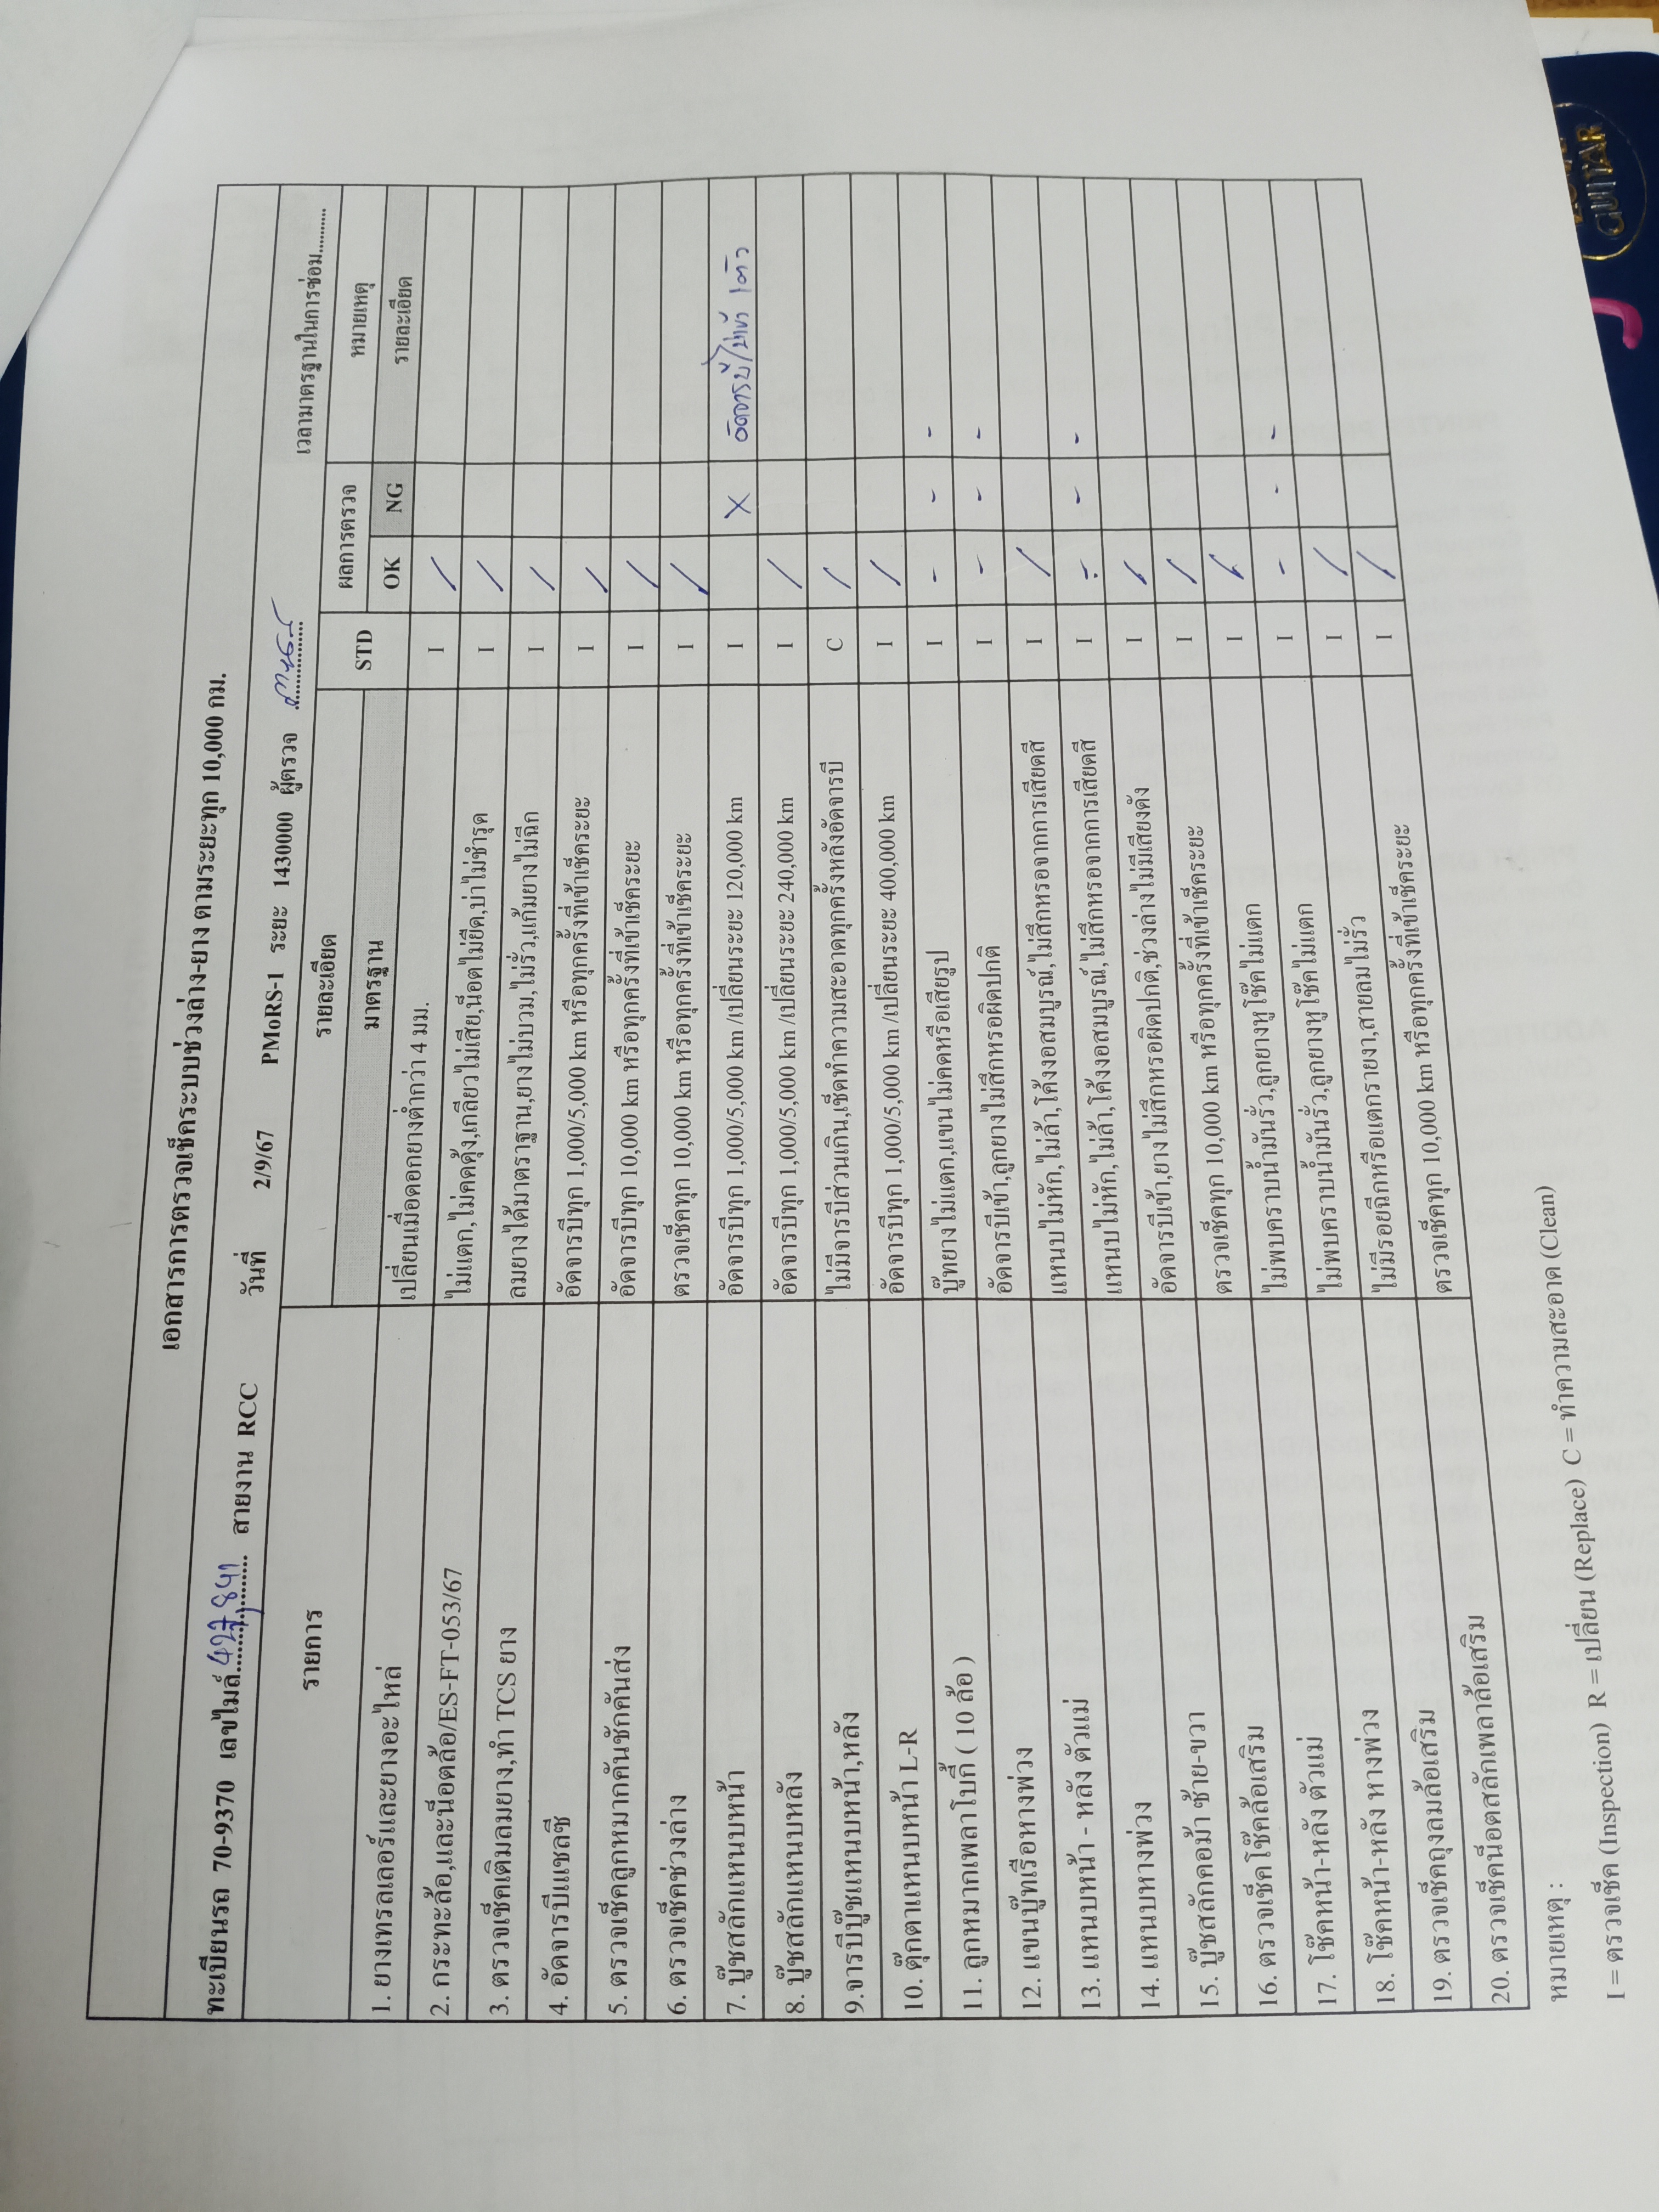 เอกสารการตรวจเช็คระบบช่วงล่าง-ยาง ตามระยะทุก 10,000 กม.
ทะเบียนรถ 70-9370 เลขไมล์ สายงาน RCC วันที่ 2/9/67 PMoRS-1 ระยะ 1430000 ผู้ตรวจ เวลามาตรฐานในการซ่อม..........
รายการ รายละเอียด STD ผลการตรวจ หมายเหตุ
มาตรฐาน OK NG รายละเอียด
1. ยางเทรลเลอร์และยางอะไหล่ เปลี่ยนเมื่อดอกยางต่ำกว่า 4 มม. I /
2. กระทะล้อ,และน๊อตล้อ/ES-FT-053/67 ไม่แตก,ไม่คดคุ้ง,เกลียวไม่เสีย,น็อตไม่ยืด,บ่าไม่ชำรุด I /
3. ตรวจเช็คเติมลมยาง,ทำ TCS ยาง ลมยางได้มาตราฐาน,ยางไม่บวม,ไม่รั่ว,แก้มยางไม่ฉีก I /
4. อัดจารบีแชลซี อัดจารบีทุก 1,000/5,000 km หรือทุกครั้งที่เข้าเช็คระยะ I /
5. ตรวจเช็คลูกหมากคันชักคันส่ง อัดจารบีทุก 10,000 km หรือทุกครั้งที่เข้าเช็คระยะ I /
6. ตรวจเช็คช่วงล่าง ตรวจเช็คทุก 10,000 km หรือทุกครั้งที่เข้าเช็คระยะ I /
7. บู๊ชสลักแหนบหน้า อัดจารบีทุก 1,000/5,000 km /เปลี่ยนระยะ 120,000 km I X อัดจารบีไม่เข้า 1 ตัว
8. บู๊ชสลักแหนบหลัง อัดจารบีทุก 1,000/5,000 km /เปลี่ยนระยะ 240,000 km I /
9.จารบีบู๊ชแหนบหน้า,หลัง ไม่มีจารบีส่วนเกิน,เช็ดทำความสะอาดทุกครั้งหลังอัดจารบี C /
10. ตุ๊กตาแหนบหน้า L-R อัดจารบีทุก 1,000/5,000 km /เปลี่ยนระยะ 400,000 km I /
11. ลูกหมากเพลาโบกี้ ( 10 ล้อ ) บู๊ทยางไม่แตก,แขนไม่คดหรือเสียรูป I - - -
12. แขนบู๊ทเรือหางพ่วง อัดจารบีเข้า,ลูกยางไม่สึกหรอผิดปกติ I - - -
13. แหนบหน้า - หลัง ตัวแม่ แหนบไม่หัก,ไม่ล้า,โค้งงอสมบูรณ์,ไม่สึกหรอจากการเสียดสี I /
14. แหนบหางพ่วง แหนบไม่หัก,ไม่ล้า,โค้งงอสมบูรณ์,ไม่สึกหรอจากการเสียดสี I - - -
15. บู๊ชสลักคอม้า ซ้าย-ขวา อัดจารบีเข้า,ยางไม่สึกหรอผิดปกติ,ช่วงล่างไม่มีเสียงดัง I /
16. ตรวจเช็คโช๊คล้อเสริม ตรวจเช็คทุก 10,000 km หรือทุกครั้งที่เข้าเช็คระยะ I /
17. โช๊คหน้า-หลัง ตัวแม่ ไม่พบคราบน้ำมันรั่ว,ลูกยางหูโช๊คไม่แตก I /
18. โช๊คหน้า-หลัง หางพ่วง ไม่พบคราบน้ำมันรั่ว,ลูกยางหูโช๊คไม่แตก I - - -
19. ตรวจเช็คถุงลมล้อเสริม ไม่มีรอยฉีกหรือแตกรายงา,สายลมไม่รั่ว I /
20. ตรวจเช็คน็อตสลักเพลาล้อเสริม ตรวจเช็คทุก 10,000 km หรือทุกครั้งที่เข้าเช็คระยะ I /
หมายเหตุ :
I = ตรวจเช็ค (Inspection) R = เปลี่ยน (Replace) C = ทำความสะอาด (Clean)
GUITAR